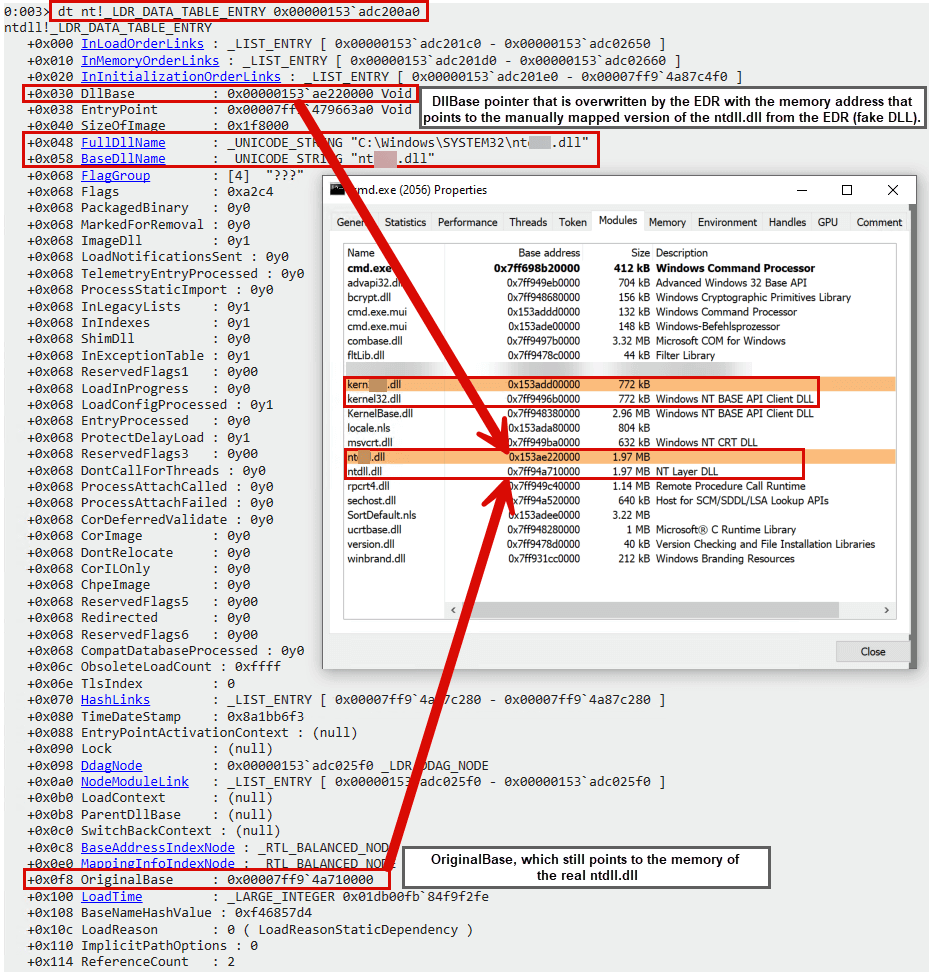 0:003> dt nt!_LDR_DATA_TABLE_ENTRY 0x00000153`adc200a0
ntdll!_LDR_DATA_TABLE_ENTRY
+0x000 InLoadOrderLinks : _LIST_ENTRY [ 0x00000153`adc201c0 - 0x00000153`adc02650 ]
+0x010 InMemoryOrderLinks : _LIST_ENTRY [ 0x00000153`adc201d0 - 0x00000153`adc02660 ]
+0x020 InInitializationOrderLinks : _LIST_ENTRY [ 0x00000153`adc201e0 - 0x00007ff9`4a87c4f0 ]
+0x030 DllBase : 0x00000153`ae220000 Void
+0x038 EntryPoint : 0x00007ff9`479663a0 Void
+0x040 SizeOfImage : 0x1f8000
+0x048 FullDllName : _UNICODE_STRING "C:\Windows\SYSTEM32\nt .dll"
+0x058 BaseDllName : _UNICODE_STRING "nt .dll"
+0x068 FlagGroup : [4] "???"
+0x068 Flags : 0xa2c4
+0x068 PackagedBinary : 0y0
+0x068 MarkedForRemoval : 0y0
+0x068 ImageDll : 0y1
+0x068 LoadNotificationsSent : 0y0
+0x068 TelemetryEntryProcessed : 0y0
+0x068 ProcessStaticImport : 0y0
+0x068 InLegacyLists : 0y1
+0x068 InIndexes : 0y1
+0x068 ShimDll : 0y0
+0x068 InExceptionTable : 0y1
+0x068 ReservedFlags1 : 0y00
+0x068 LoadInProgress : 0y0
+0x068 LoadConfigProcessed : 0y1
+0x068 EntryProcessed : 0y0
+0x068 ProtectDelayLoad : 0y1
+0x068 ReservedFlags3 : 0y00
+0x068 DontCallForThreads : 0y0
+0x068 ProcessAttachCalled : 0y0
+0x068 ProcessAttachFailed : 0y0
+0x068 CorDeferredValidate : 0y0
+0x068 CorImage : 0y0
+0x068 DontRelocate : 0y0
+0x068 CorILOnly : 0y0
+0x068 ChpeImage : 0y0
+0x068 ReservedFlags5 : 0y00
+0x068 Redirected : 0y0
+0x068 ReservedFlags6 : 0y00
+0x068 CompatDatabaseProcessed : 0y0
+0x06c ObsoleteLoadCount : 0xffff
+0x06e TlsIndex : 0
+0x070 HashLinks : _LIST_ENTRY [ 0x00007ff9`4a87c280 - 0x00007ff9`4a87c280 ]
+0x080 TimeDateStamp : 0x8a1bb6f3
+0x088 EntryPointActivationContext : (null)
+0x090 Lock : (null)
+0x098 DdagNode : 0x00000153`adc025f0 _LDR_DDAG_NODE
+0x0a0 NodeModuleLink : _LIST_ENTRY [ 0x00000153`adc025f0 - 0x00000153`adc025f0 ]
+0x0b0 LoadContext : (null)
+0x0b8 ParentDllBase : (null)
+0x0c0 SwitchBackContext : (null)
+0x0c8 BaseAddressIndexNode : _RTL_BALANCED_NODE
+0x0e0 MappingInfoIndexNode : _RTL_BALANCED_NODE
+0x0f8 OriginalBase : 0x00007ff9`4a710000
+0x100 LoadTime : _LARGE_INTEGER 0x01db00fb`84f9f2fe
+0x108 BaseNameHashValue : 0xf46857d4
+0x10c LoadReason : 0 ( LoadReasonStaticDependency )
+0x110 ImplicitPathOptions : 0
+0x114 ReferenceCount : 2
DllBase pointer that is overwritten by the EDR with the memory address that
points to the manually mapped version of the ntdll.dll from the EDR (fake DLL).
cmd.exe (2056) Properties
General Statistics Performance Threads Token Modules Memory Environment Handles GPU Comment
Name Base address Size Description
cmd.exe 0x7ff698b20000 412 kB Windows Command Processor
advapi32.dll 0x7ff949eb0000 704 kB Advanced Windows 32 Base API
bcrypt.dll 0x7ff948680000 156 kB Windows Cryptographic Primitives Library
cmd.exe.mui 0x153addd0000 132 kB Windows Command Processor
cmd.exe.mui 0x153ade00000 148 kB Windows-Befehlsprozessor
combase.dll 0x7ff9497b0000 3.32 MB Microsoft COM for Windows
fltLib.dll 0x7ff9478c0000 44 kB Filter Library
kern .dll 0x153add00000 772 kB
kernel32.dll 0x7ff9496b0000 772 kB Windows NT BASE API Client DLL
KernelBase.dll 0x7ff948380000 2.96 MB Windows NT BASE API Client DLL
locale.nls 0x153ada80000 804 kB
msvcrt.dll 0x7ff949ba0000 632 kB Windows NT CRT DLL
nt .dll 0x153ae220000 1.97 MB
ntdll.dll 0x7ff94a710000 1.97 MB NT Layer DLL
rpcrt4.dll 0x7ff949c40000 1.14 MB Remote Procedure Call Runtime
sechost.dll 0x7ff94a520000 640 kB Host for SCM/SDDL/LSA Lookup APIs
SortDefault.nls 0x153adee0000 3.22 MB
ucrtbase.dll 0x7ff948280000 1 MB Microsoft® C Runtime Library
version.dll 0x7ff9478d0000 40 kB Version Checking and File Installation Libraries
winbrand.dll 0x7ff931cc0000 212 kB Windows Branding Resources
Close
OriginalBase, which still points to the memory of
the real ntdll.dll